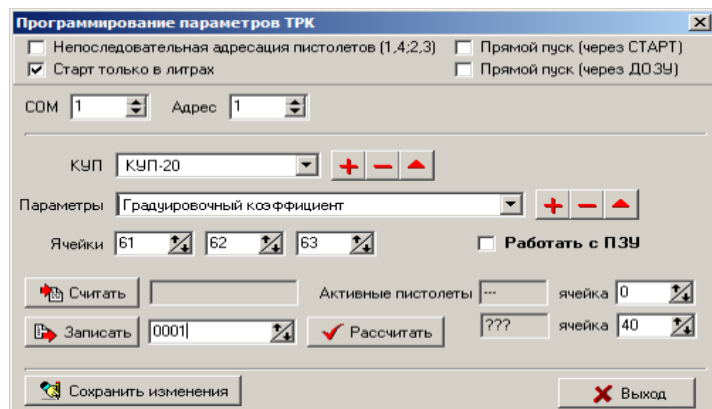 Программирование параметров ТРК
Непоследовательная адресация пистолетов (1,4;2,3) Прямой пуск (через СТАРТ)
Старт только в литрах Прямой пуск (через ДОЗУ)
COM 1 Адрес 1
КУП КУП-20
Параметры Градуировочный коэффициент
Ячейки 61 62 63 Работать с ПЗУ
Считать Активные пистолеты --- ячейка 0
Записать 0001 Рассчитать ??? ячейка 40
Сохранить изменения Выход